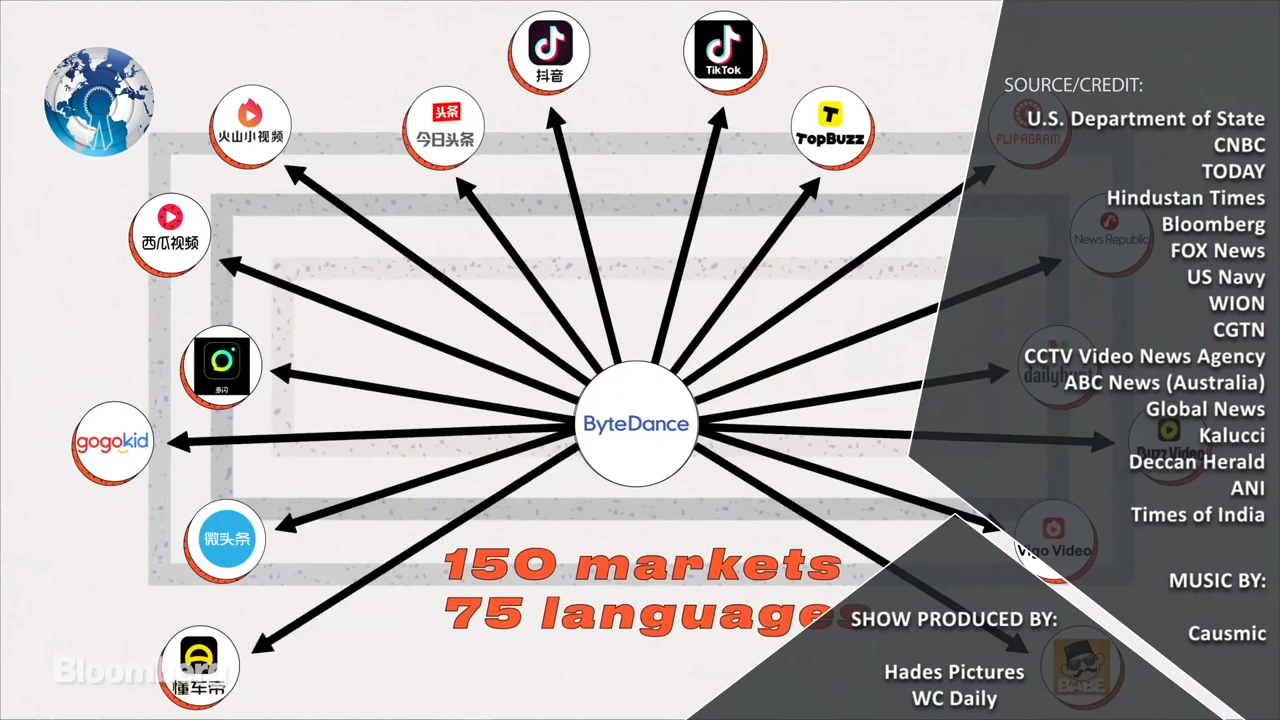 抖音
TikTok
火山小视频
头条
今日头条
T
TopBuzz
FLIPAGRAM
西瓜视频
News Republic
多闪
dailyhunt
gogokid
ByteDance
BuzzVideo
微头条
Vigo Video
150 markets
75 languages
懂车帝
BABE
Bloomberg
SOURCE/CREDIT:
U.S. Department of State
CNBC
TODAY
Hindustan Times
Bloomberg
FOX News
US Navy
WION
CGTN
CCTV Video News Agency
ABC News (Australia)
Global News
Kalucci
Deccan Herald
ANI
Times of India
MUSIC BY:
Causmic
SHOW PRODUCED BY:
Hades Pictures
WC Daily